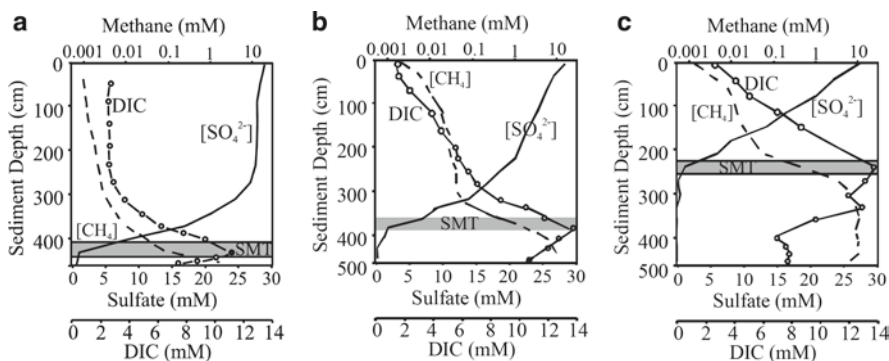 a
Methane (mM)
0.001 0.01 0.1 1 10
Sediment Depth (cm)
0
100
200
300
400
DIC
[SO₄²⁻]
[CH₄]
SMT
0 5 10 15 20 25 30
Sulfate (mM)
0 2 4 6 8 10 12 14
DIC (mM)
b
Methane (mM)
0.001 0.01 0.1 1 10
Sediment Depth (cm)
0
100
200
300
400
500
[CH₄]
DIC
[SO₄²⁻]
SMT
0 5 10 15 20 25 30
Sulfate (mM)
0 2 4 6 8 10 12 14
DIC (mM)
c
Methane (mM)
0.001 0.01 0.1 1 10
Sediment Depth (cm)
0
100
200
300
400
500
DIC
[CH₄]
[SO₄²⁻]
SMT
0 5 10 15 20 25 30
Sulfate (mM)
0 2 4 6 8 10 12 14
DIC (mM)